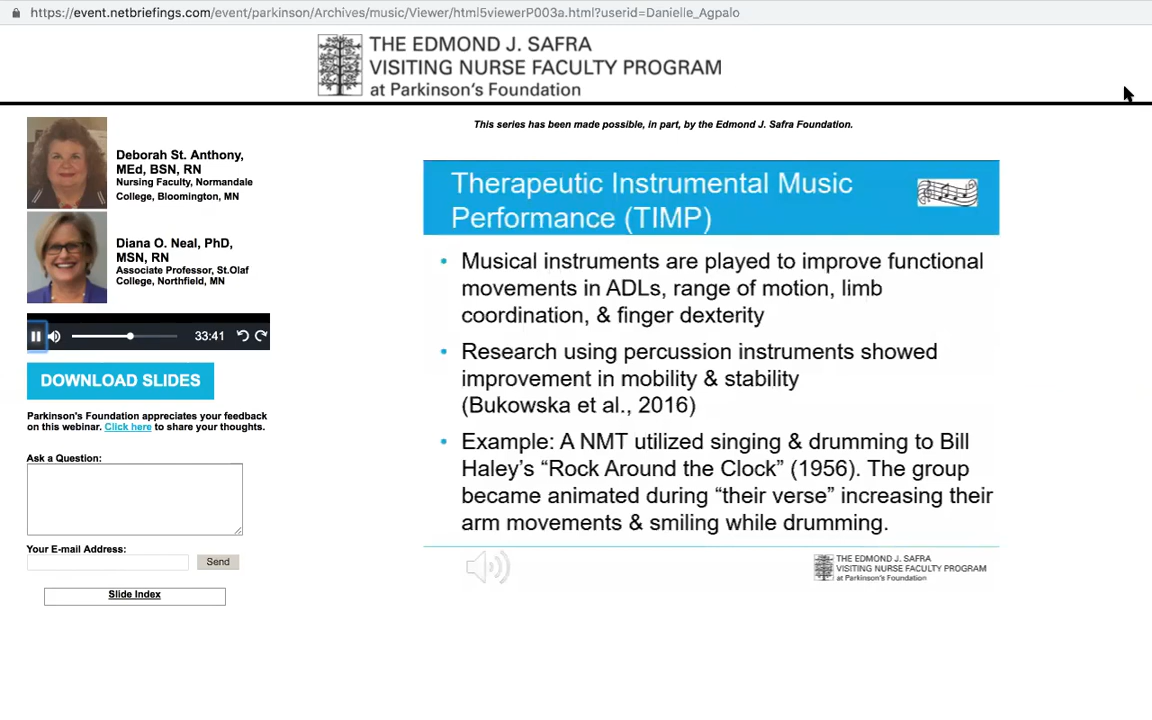 https://event.netbriefings.com/event/parkinson/Archives/music/Viewer/html5viewerP003a.html?userid=Danielle_Agpalo
THE EDMOND J. SAFRA
VISITING NURSE FACULTY PROGRAM
at Parkinson's Foundation
This series has been made possible, in part, by the Edmond J. Safra Foundation.
Deborah St. Anthony,
MEd, BSN, RN
Nursing Faculty, Normandale
College, Bloomington, MN
Diana O. Neal, PhD,
MSN, RN
Associate Professor, St.Olaf
College, Northfield, MN
33:41
DOWNLOAD SLIDES
Parkinson's Foundation appreciates your feedback
on this webinar. Click here to share your thoughts.
Ask a Question:
Your E-mail Address:
Send
Slide Index
Therapeutic Instrumental Music
Performance (TIMP)
• Musical instruments are played to improve functional
movements in ADLs, range of motion, limb
coordination, & finger dexterity
• Research using percussion instruments showed
improvement in mobility & stability
(Bukowska et al., 2016)
• Example: A NMT utilized singing & drumming to Bill
Haley's “Rock Around the Clock” (1956). The group
became animated during “their verse” increasing their
arm movements & smiling while drumming.
THE EDMOND J. SAFRA
VISITING NURSE FACULTY PROGRAM
at Parkinson's Foundation